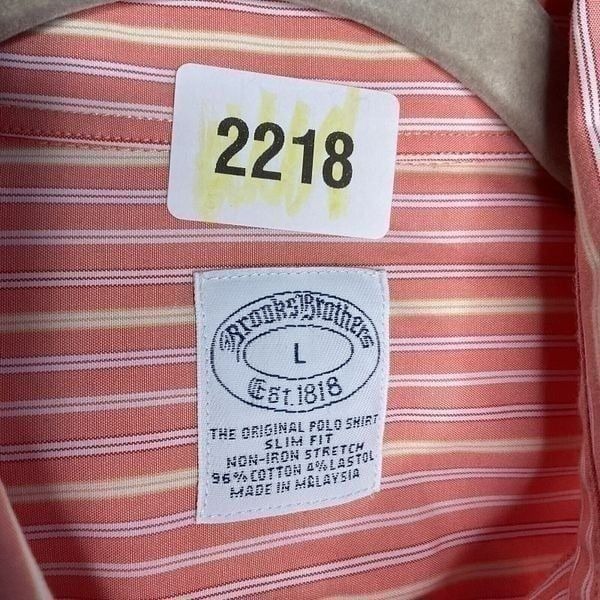 2218
Brooks Brothers
L
Est. 1818
THE ORIGINAL POLO SHIRT
SLIM FIT
NON-IRON STRETCH
96% COTTON 4% LASTOL
MADE IN MALAYSIA